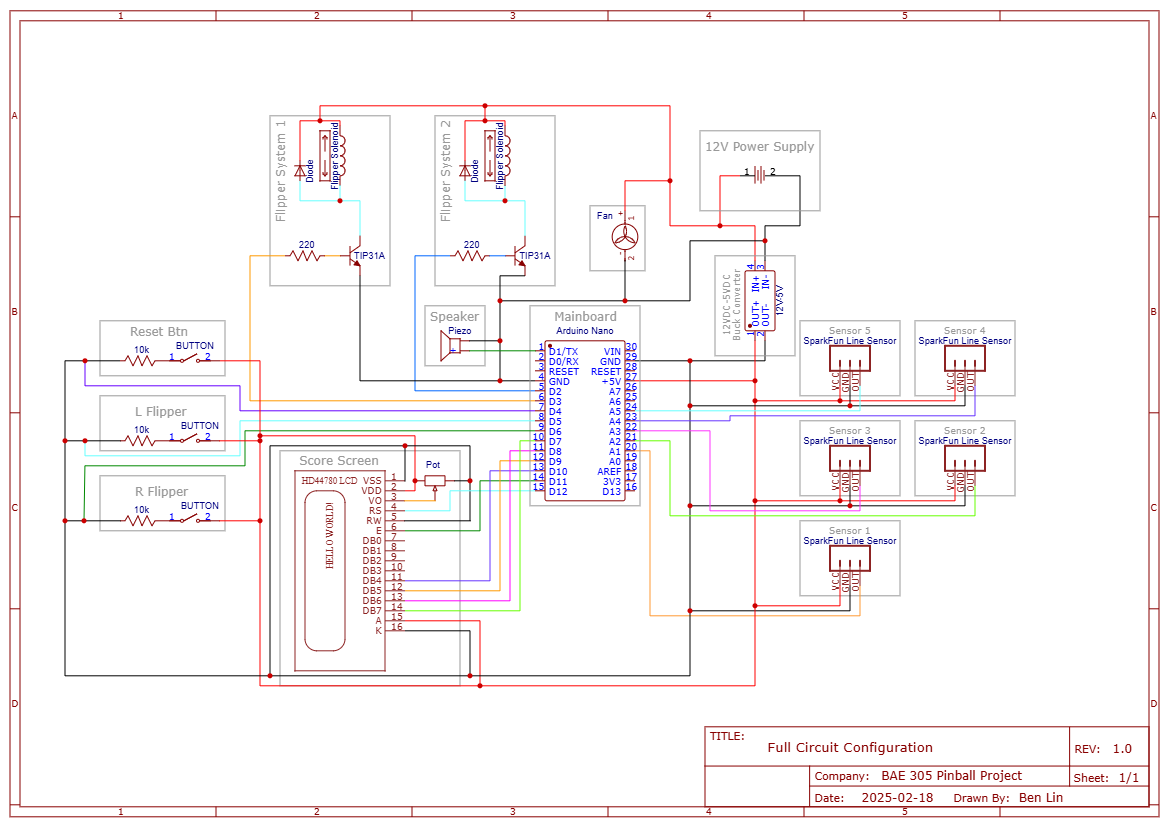 1 2 3 4 5
A A
B B
C C
D D
1 2 3 4 5
Flipper System 1
Diode
Flipper Solenoid
220
TIP31A
Flipper System 2
Diode
Flipper Solenoid
220
TIP31A
12V Power Supply
1 2
Fan +
1
- 2
12VDC-5VDC
Buck Converter
4 3
IN+ IN-
OUT+ OUT-
1 2
12V-5V
Speaker
Piezo
+
Mainboard
Arduino Nano
1 D1/TX VIN 30
2 D0/RX GND 29
3 RESET RESET 28
4 GND +5V 27
5 D2 A7 26
6 D3 A6 25
7 D4 A5 24
8 D5 A4 23
9 D6 A3 22
10 D7 A2 21
11 D8 A1 20
12 D9 A0 19
13 D10 AREF 18
14 D11 3V3 17
15 D12 D13 16
Reset Btn
10k
BUTTON
1 2
L Flipper
10k
BUTTON
1 2
R Flipper
10k
BUTTON
1 2
Score Screen
HD44780 LCD
HELLO WORLD!
VSS 1
VDD 2
VO 3
RS 4
RW 5
E 6
DB0 7
DB1 8
DB2 9
DB3 10
DB4 11
DB5 12
DB6 13
DB7 14
A 15
K 16
Pot
Sensor 5
SparkFun Line Sensor
VCC GND OUT
Sensor 4
SparkFun Line Sensor
VCC GND OUT
Sensor 3
SparkFun Line Sensor
VCC GND OUT
Sensor 2
SparkFun Line Sensor
VCC GND OUT
Sensor 1
SparkFun Line Sensor
VCC GND OUT
TITLE:
Full Circuit Configuration
REV: 1.0
Company: BAE 305 Pinball Project
Sheet: 1/1
Date: 2025-02-18 Drawn By: Ben Lin